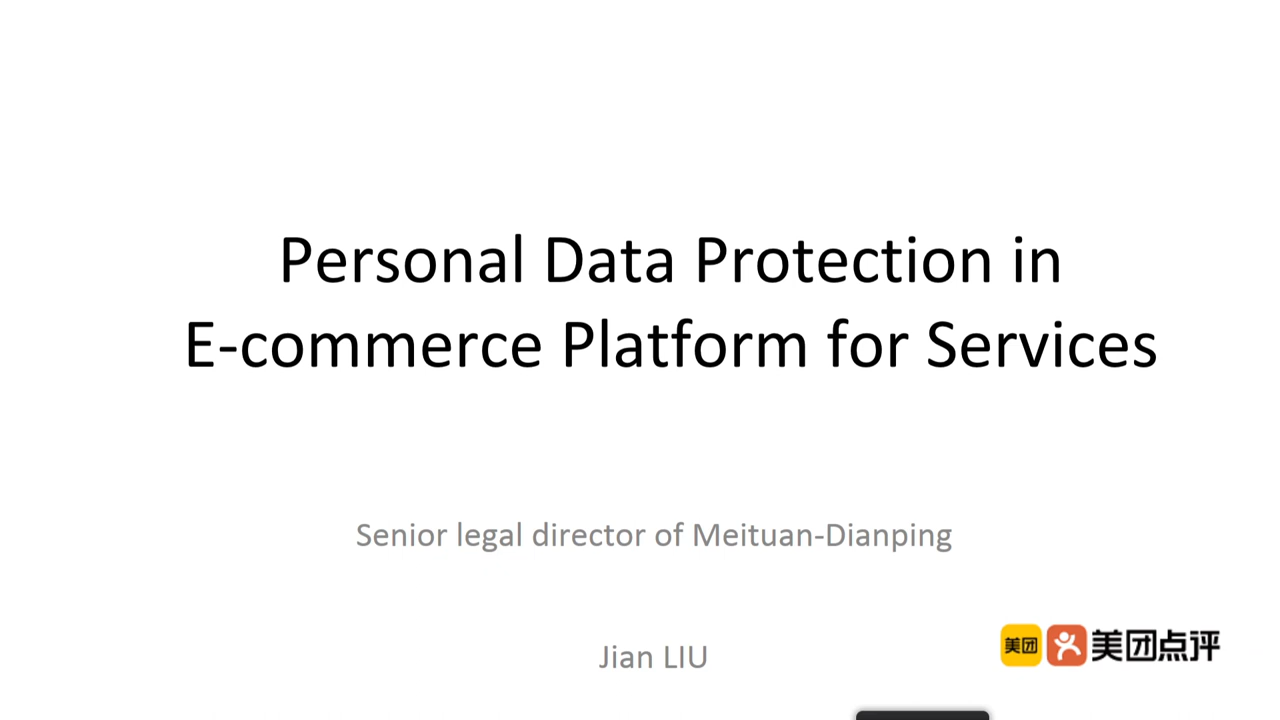 Personal Data Protection in
E-commerce Platform for Services
Senior legal director of Meituan-Dianping
Jian LIU
美团 美团点评